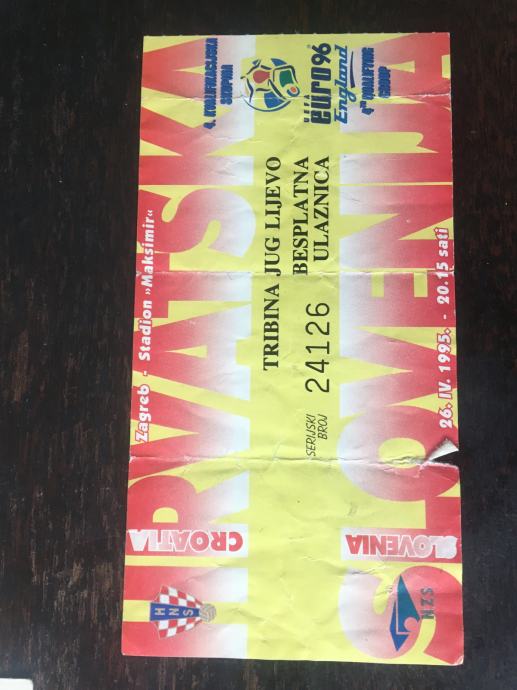 4. KVALIFIKACIJSKA
SKUPINA
UEFA
euro96
England
4TH QUALIFYING
GROUP
HRVATSKA
Zagreb - Stadion »Maksimir«
TRIBINA JUG LIJEVO
BESPLATNA
ULAZNICA
SERIJSKI
BROJ
24126
SLOVENIJA
26. IV. 1995. - 20.15 sati
CROATIA
SLOVENIA
HNS
NZS